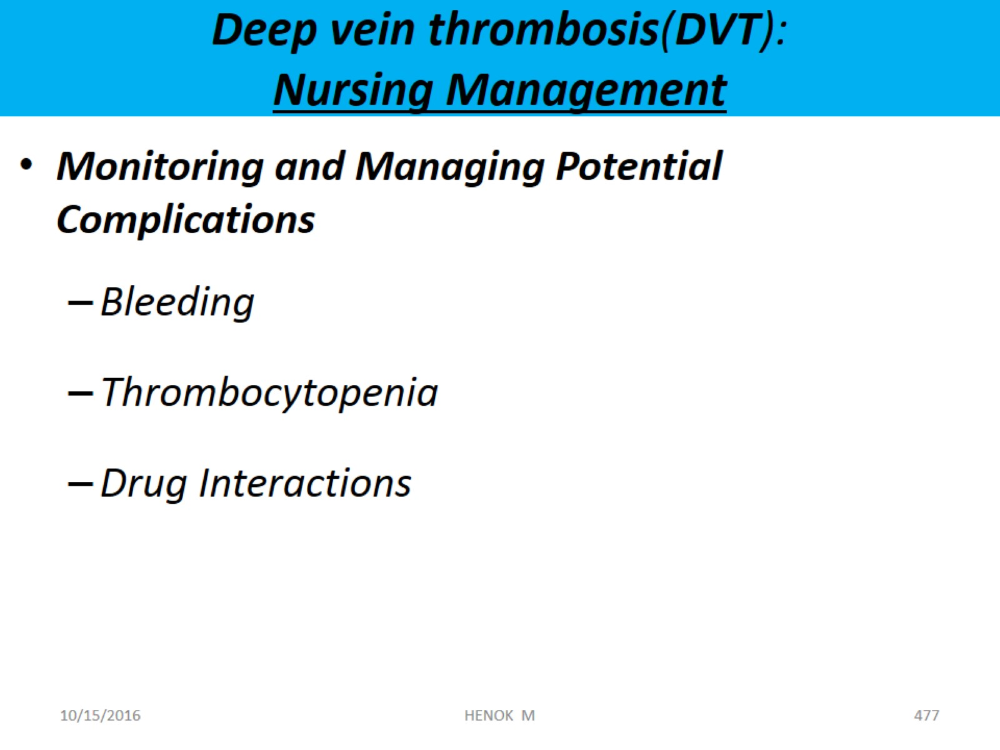 Deep vein thrombosis(DVT):
Nursing Management
• Monitoring and Managing Potential
Complications
– Bleeding
– Thrombocytopenia
– Drug Interactions
10/15/2016 HENOK M 477